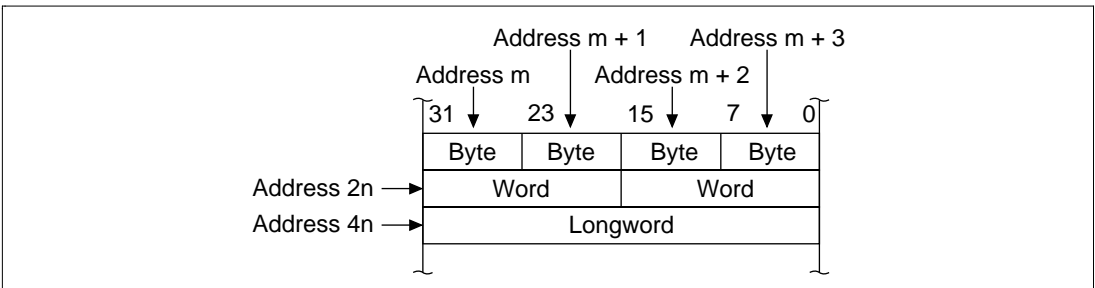 Address m + 1 Address m + 3
Address m Address m + 2
31 23 15 7 0
Byte Byte Byte Byte
Address 2n Word Word
Address 4n Longword